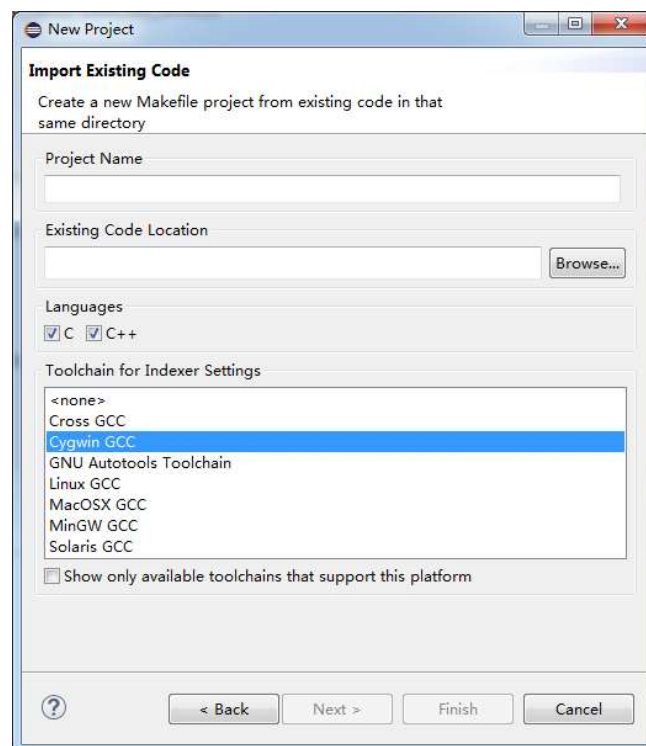 New Project
Import Existing Code
Create a new Makefile project from existing code in that
same directory
Project Name
Existing Code Location
Browse...
Languages
C C++
Toolchain for Indexer Settings
<none>
Cross GCC
Cygwin GCC
GNU Autotools Toolchain
Linux GCC
MacOSX GCC
MinGW GCC
Solaris GCC
Show only available toolchains that support this platform
? < Back Next > Finish Cancel